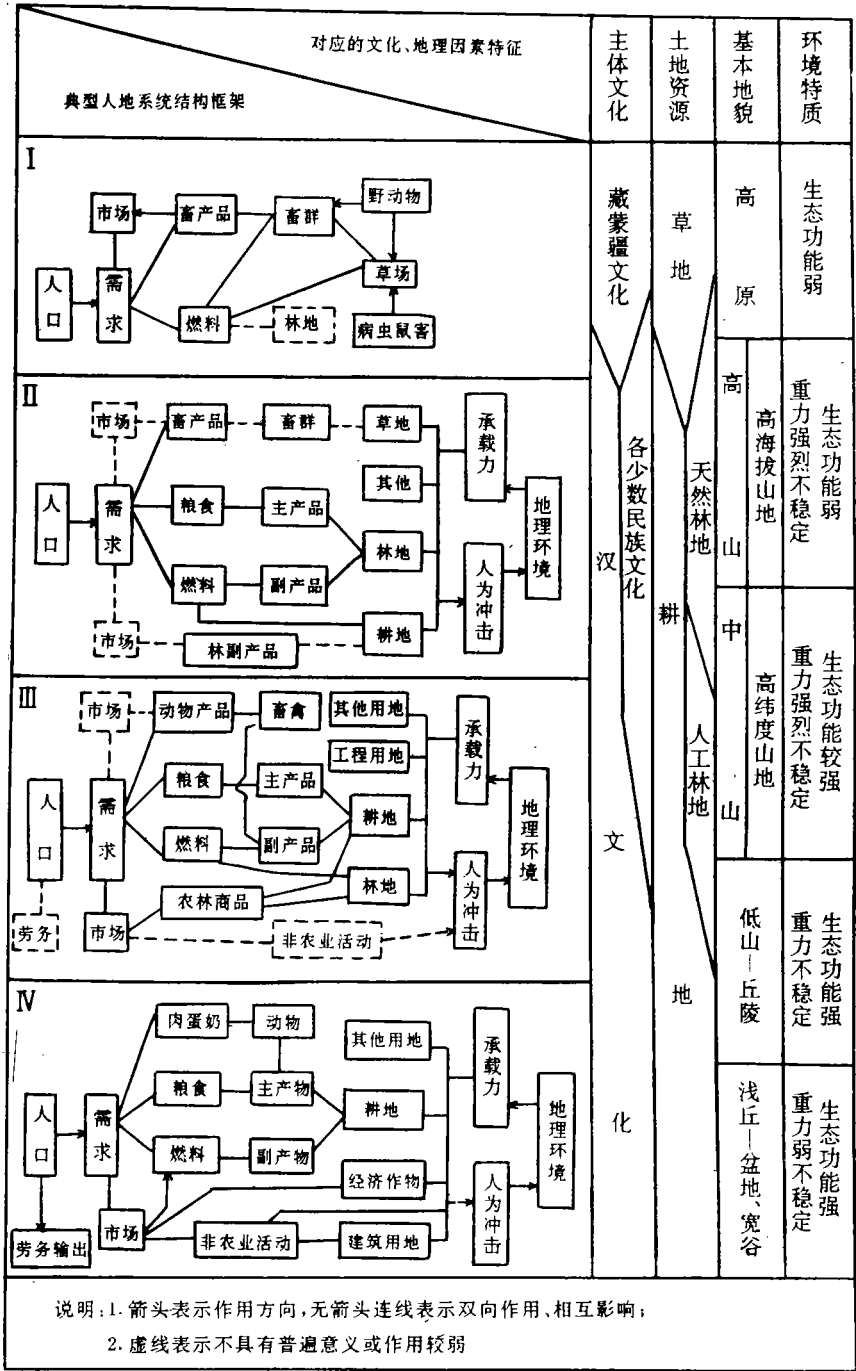 对应的文化、地理因素特征
典型人地系统结构框架
主体文化
土地资源
基本地貌
环境特质
Ⅰ
市场
畜产品
畜群
野动物
人口
需求
草场
燃料
林地
病虫鼠害
Ⅱ
市场
畜产品
畜群
草地
承载力
其他
人口
需求
粮食
主产品
地理环境
林地
燃料
副产品
人为冲击
市场
林副产品
耕地
Ⅲ
市场
动物产品
畜禽
其他用地
承载力
工程用地
人口
需求
粮食
主产品
地理环境
耕地
燃料
副产品
林地
人为冲击
农林商品
劳务
市场
非农业活动
Ⅳ
肉蛋奶
动物
其他用地
承载力
人口
需求
粮食
主产物
耕地
地理环境
燃料
副产物
经济作物
人为冲击
市场
劳务输出
非农业活动
建筑用地
藏蒙疆文化
各少数民族文化
汉文化
草地
天然林地
人工林地
耕地
高原
高山
高海拔山地
中山
高纬度山地
低山—丘陵
浅丘—盆地、宽谷
生态功能弱
生态功能弱
重力强烈不稳定
生态功能较强
重力强烈不稳定
生态功能强
重力不稳定
生态功能强
重力弱不稳定
说明:1.箭头表示作用方向,无箭头连线表示双向作用、相互影响;
2.虚线表示不具有普遍意义或作用较弱